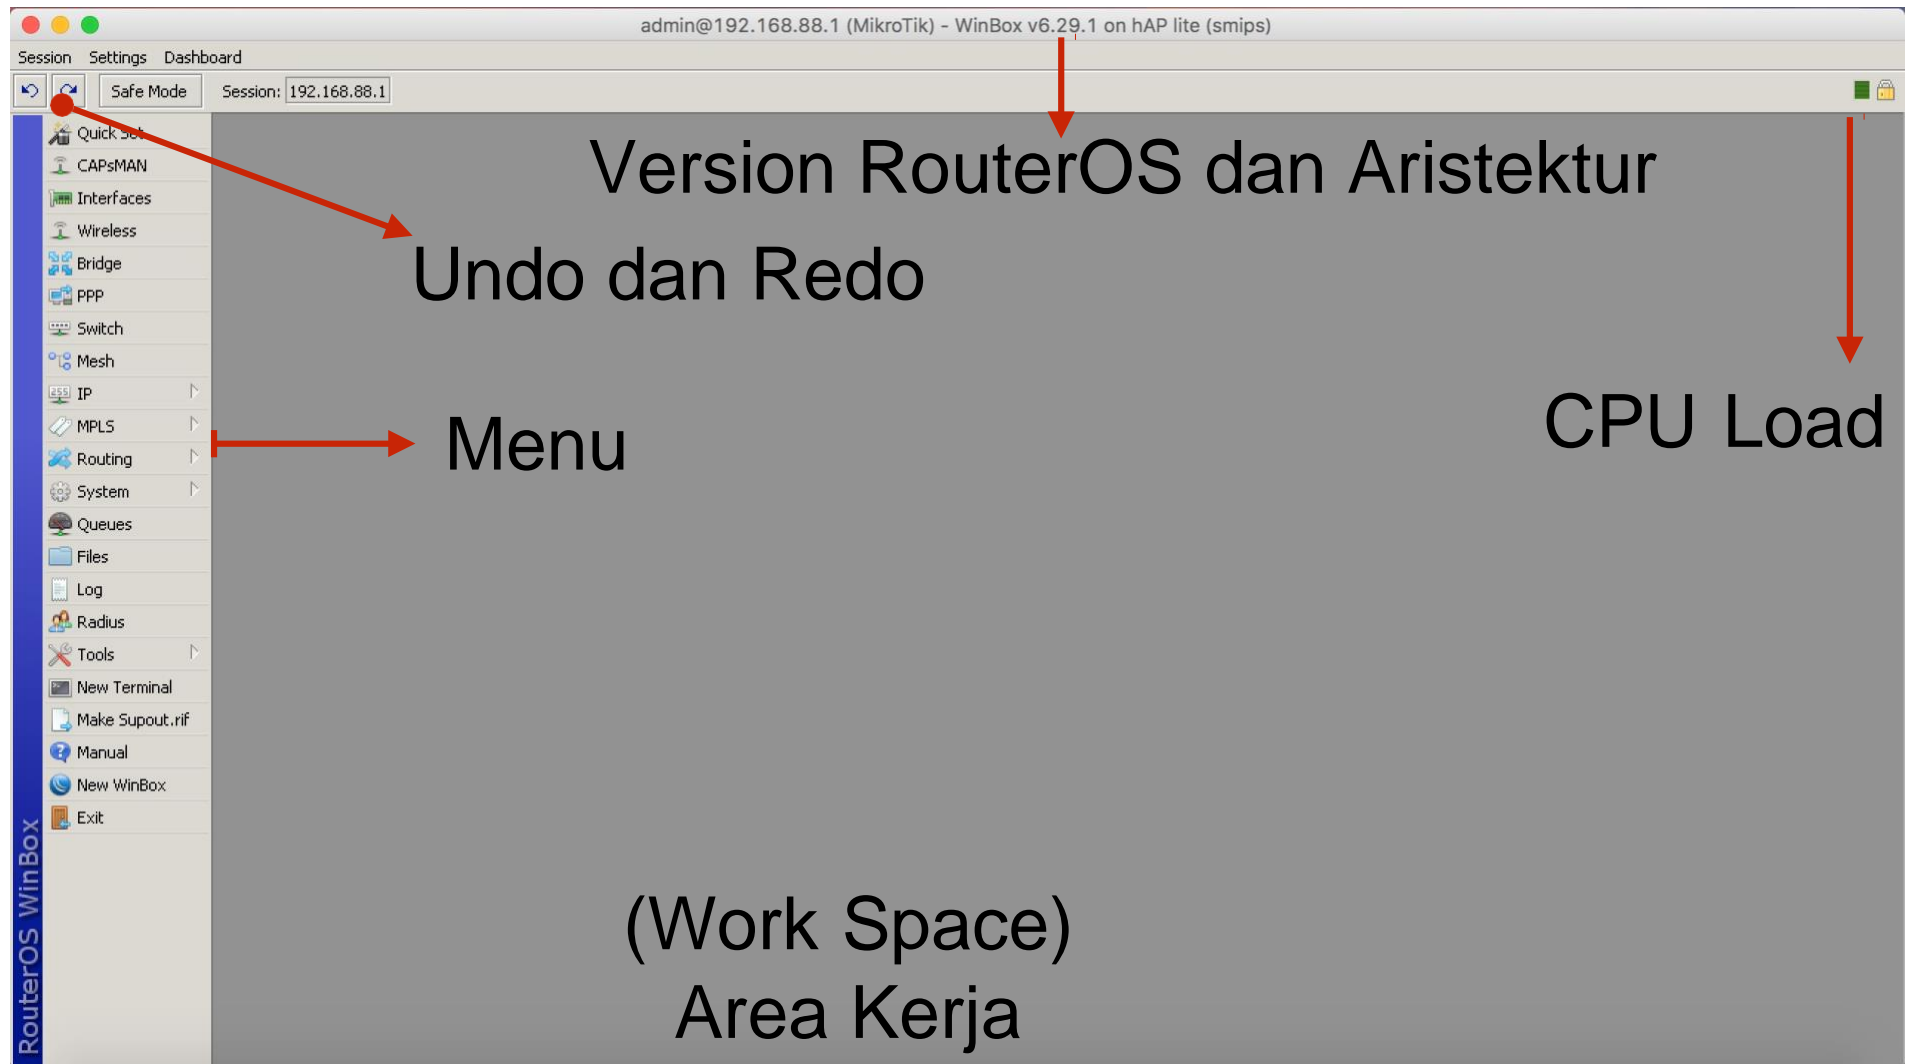 admin@192.168.88.1 (MikroTik) - WinBox v6.29.1 on hAP lite (smips)
Session Settings Dashboard
Safe Mode Session: 192.168.88.1
Quick Set
CAPsMAN
Interfaces
Wireless
Bridge
PPP
Switch
Mesh
IP
MPLS
Routing
System
Queues
Files
Log
Radius
Tools
New Terminal
Make Supout.rif
Manual
New WinBox
Exit
RouterOS WinBox
Version RouterOS dan Aristektur
Undo dan Redo
CPU Load
Menu
(Work Space)
Area Kerja